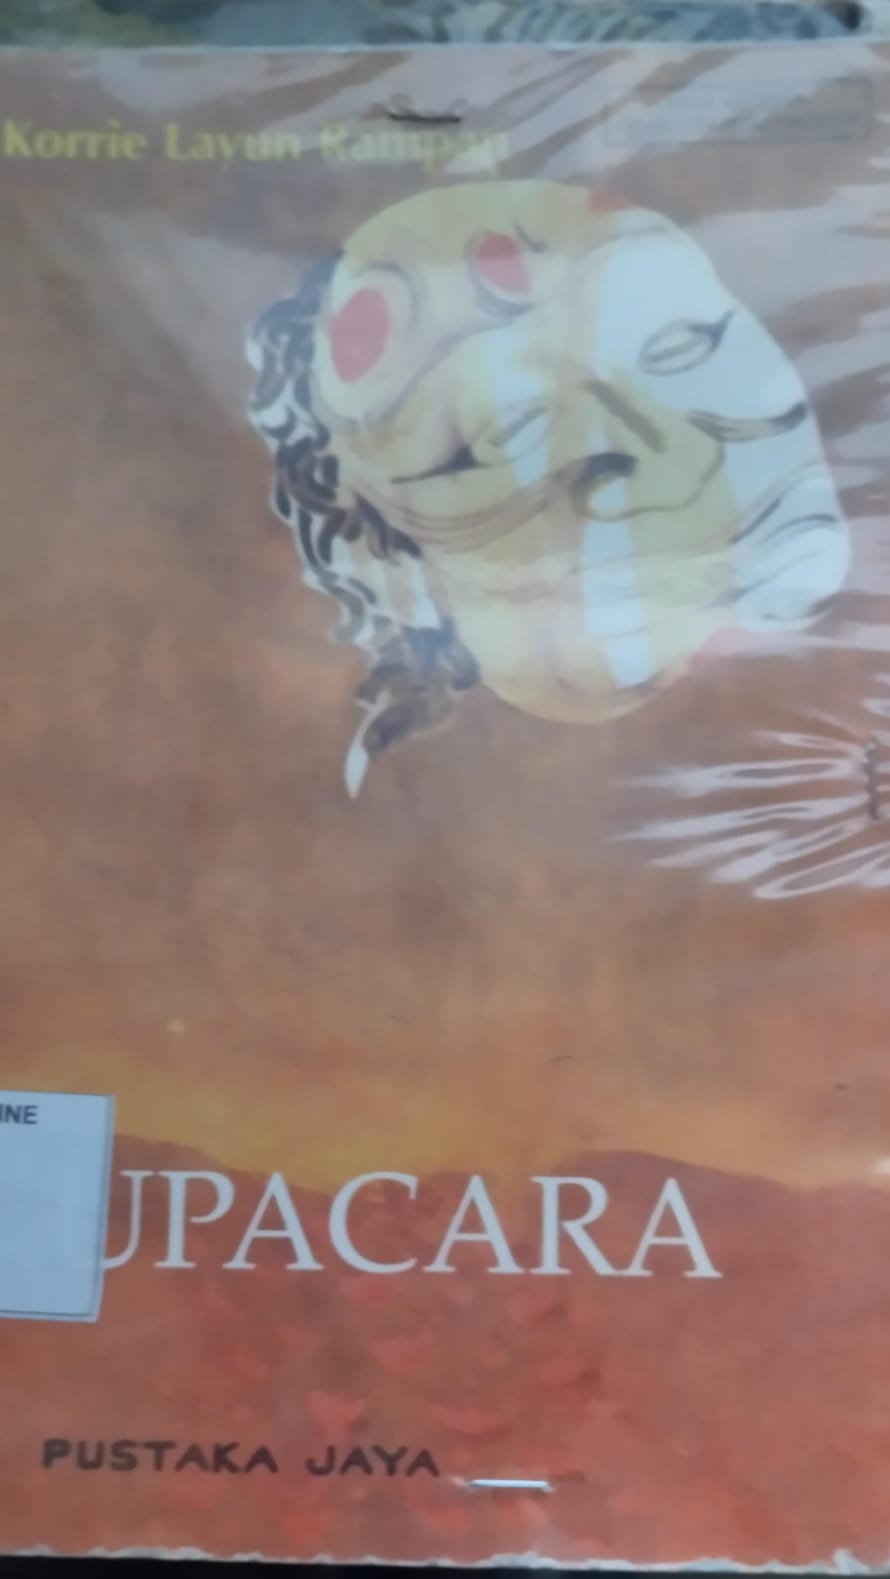 Korrie Layun Rampan
INE
UPACARA
PUSTAKA JAYA